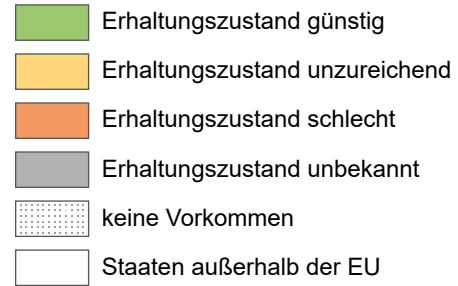 Erhaltungszustand günstig
Erhaltungszustand unzureichend
Erhaltungszustand schlecht
Erhaltungszustand unbekannt
keine Vorkommen
Staaten außerhalb der EU